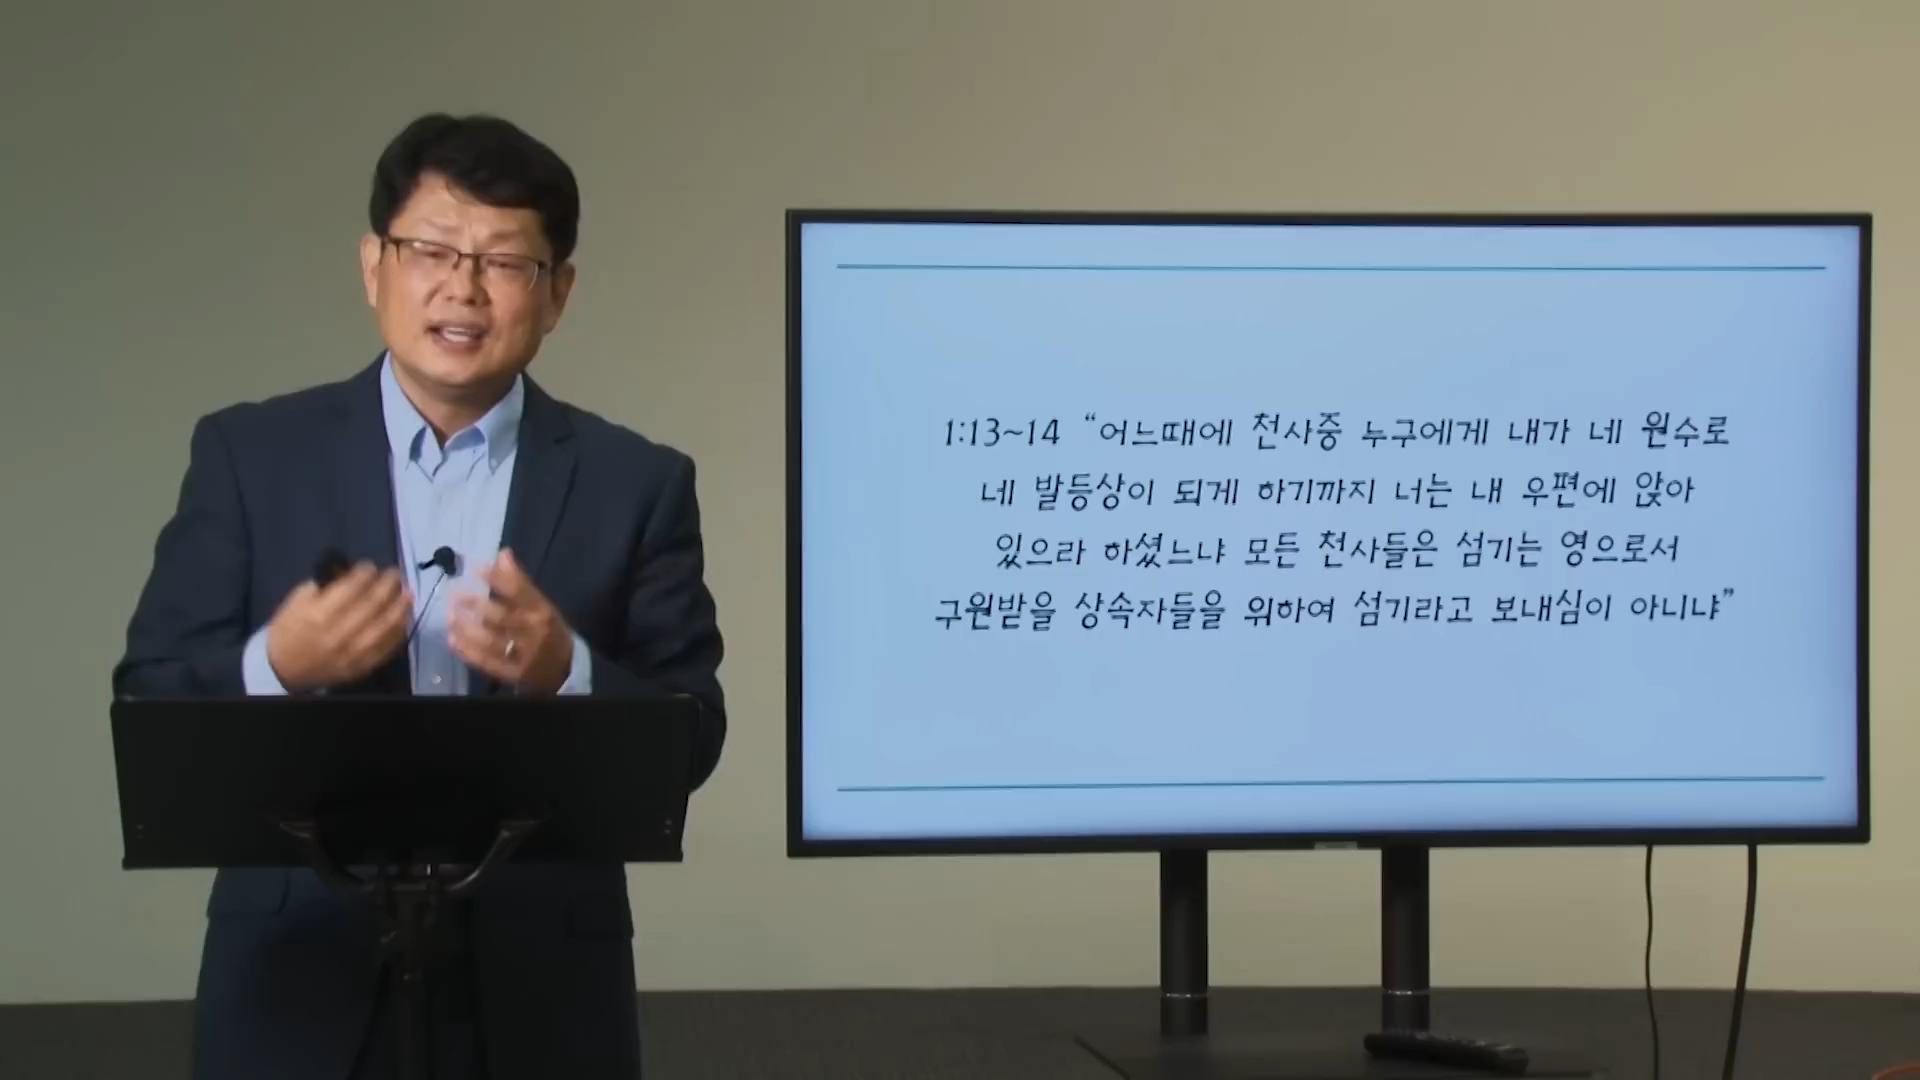 1:13~14 “어느때에 천사중 누구에게 내가 네 원수로
네 발등상이 되게 하기까지 너는 내 우편에 앉아
있으라 하셨느냐 모든 천사들은 섬기는 영으로서
구원받을 상속자들을 위하여 섬기라고 보내심이 아니냐”